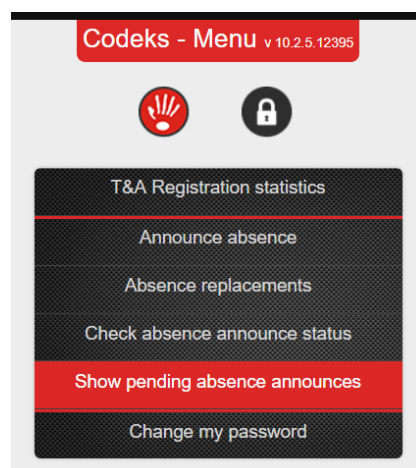 Codeks - Menu v 10.2.5.12395
T&A Registration statistics
Announce absence
Absence replacements
Check absence announce status
Show pending absence announces
Change my password